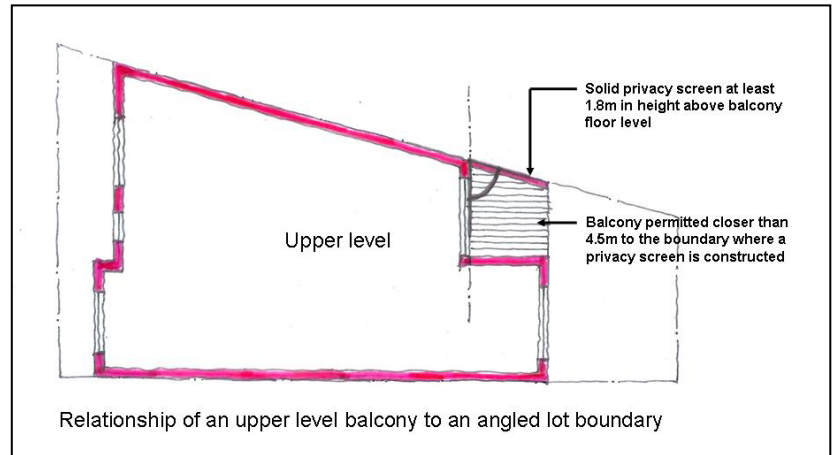 Solid privacy screen at least
1.8m in height above balcony
floor level
Upper level
Balcony permitted closer than
4.5m to the boundary where a
privacy screen is constructed
Relationship of an upper level balcony to an angled lot boundary